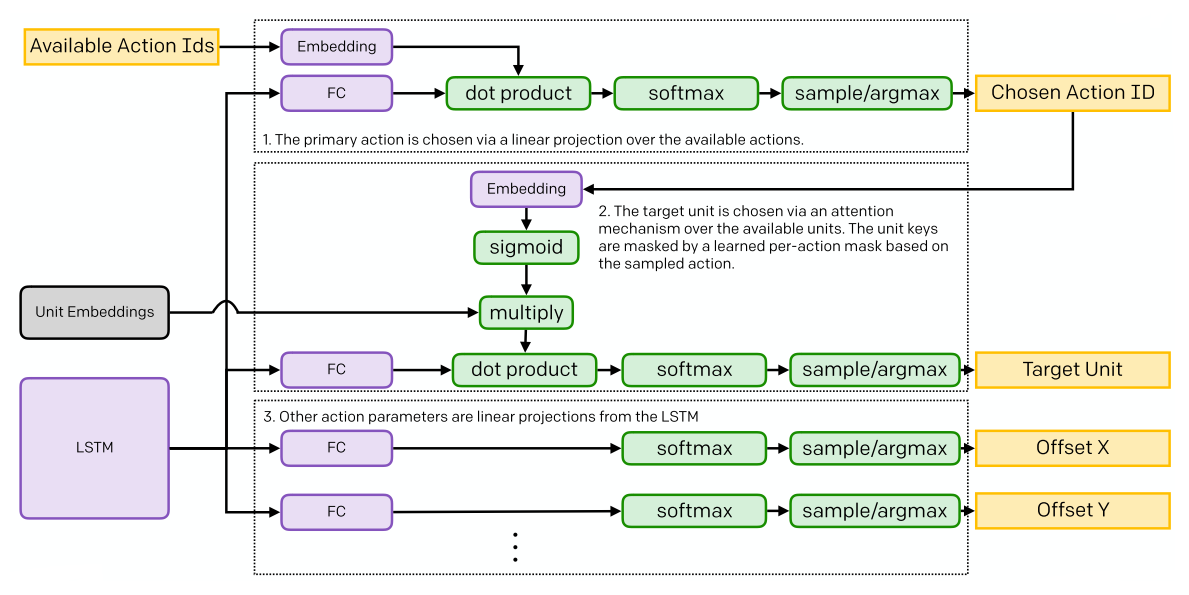 Available Action Ids
Embedding
FC
dot product
softmax
sample/argmax
Chosen Action ID
1. The primary action is chosen via a linear projection over the available actions.
Embedding
2. The target unit is chosen via an attention
mechanism over the available units. The unit keys
are masked by a learned per-action mask based on
the sampled action.
sigmoid
Unit Embeddings
multiply
FC
dot product
softmax
sample/argmax
Target Unit
3. Other action parameters are linear projections from the LSTM
LSTM
FC
softmax
sample/argmax
Offset X
FC
softmax
sample/argmax
Offset Y